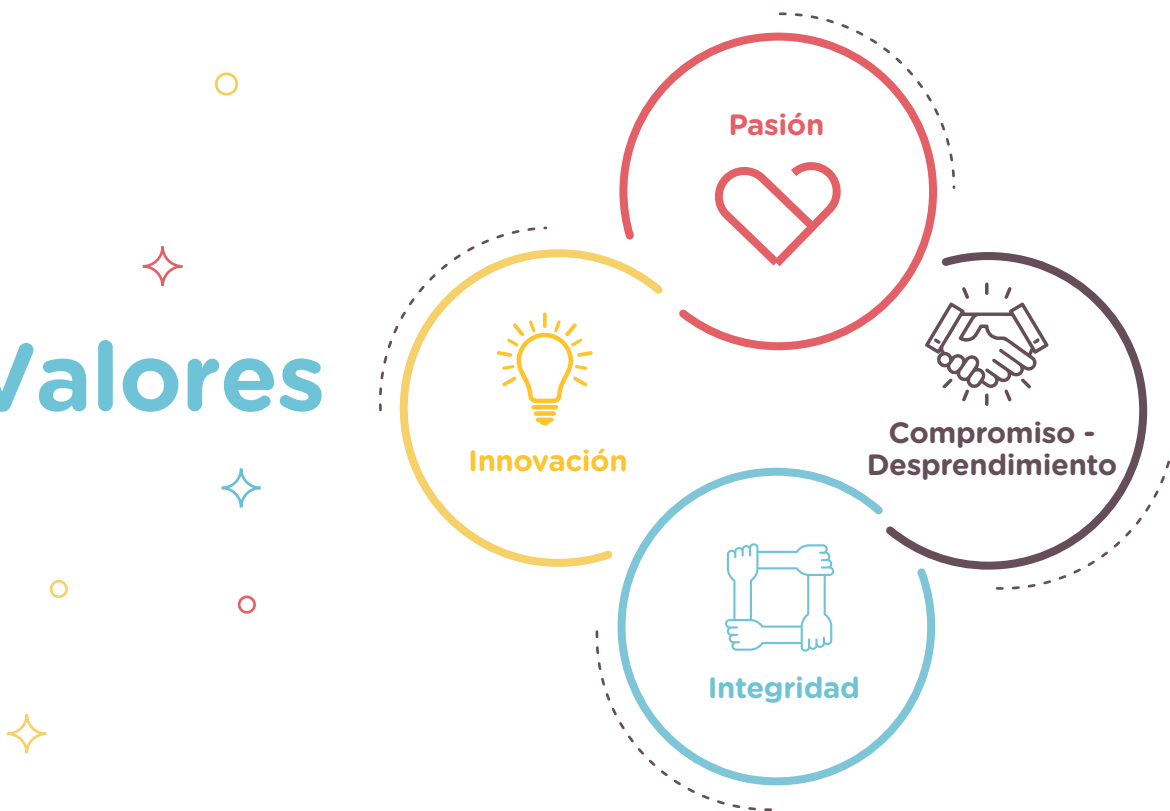 Valores
Pasión
Innovación
Compromiso -
Desprendimiento
Integridad